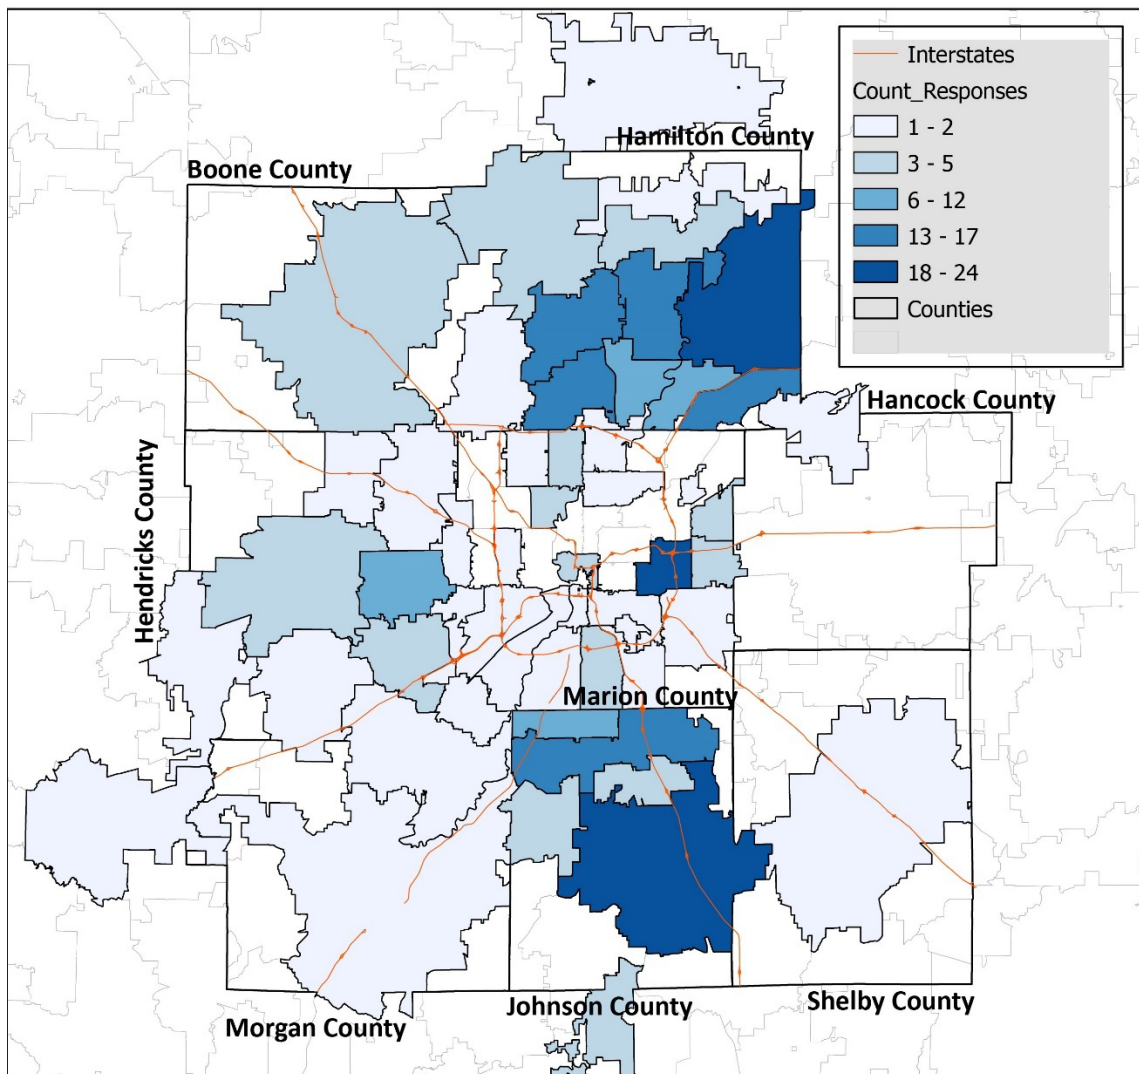 Interstates
Count_Responses
1 - 2
3 - 5
6 - 12
13 - 17
18 - 24
Counties
Hamilton County
Boone County
Hancock County
Hendricks County
Marion County
Johnson County
Shelby County
Morgan County